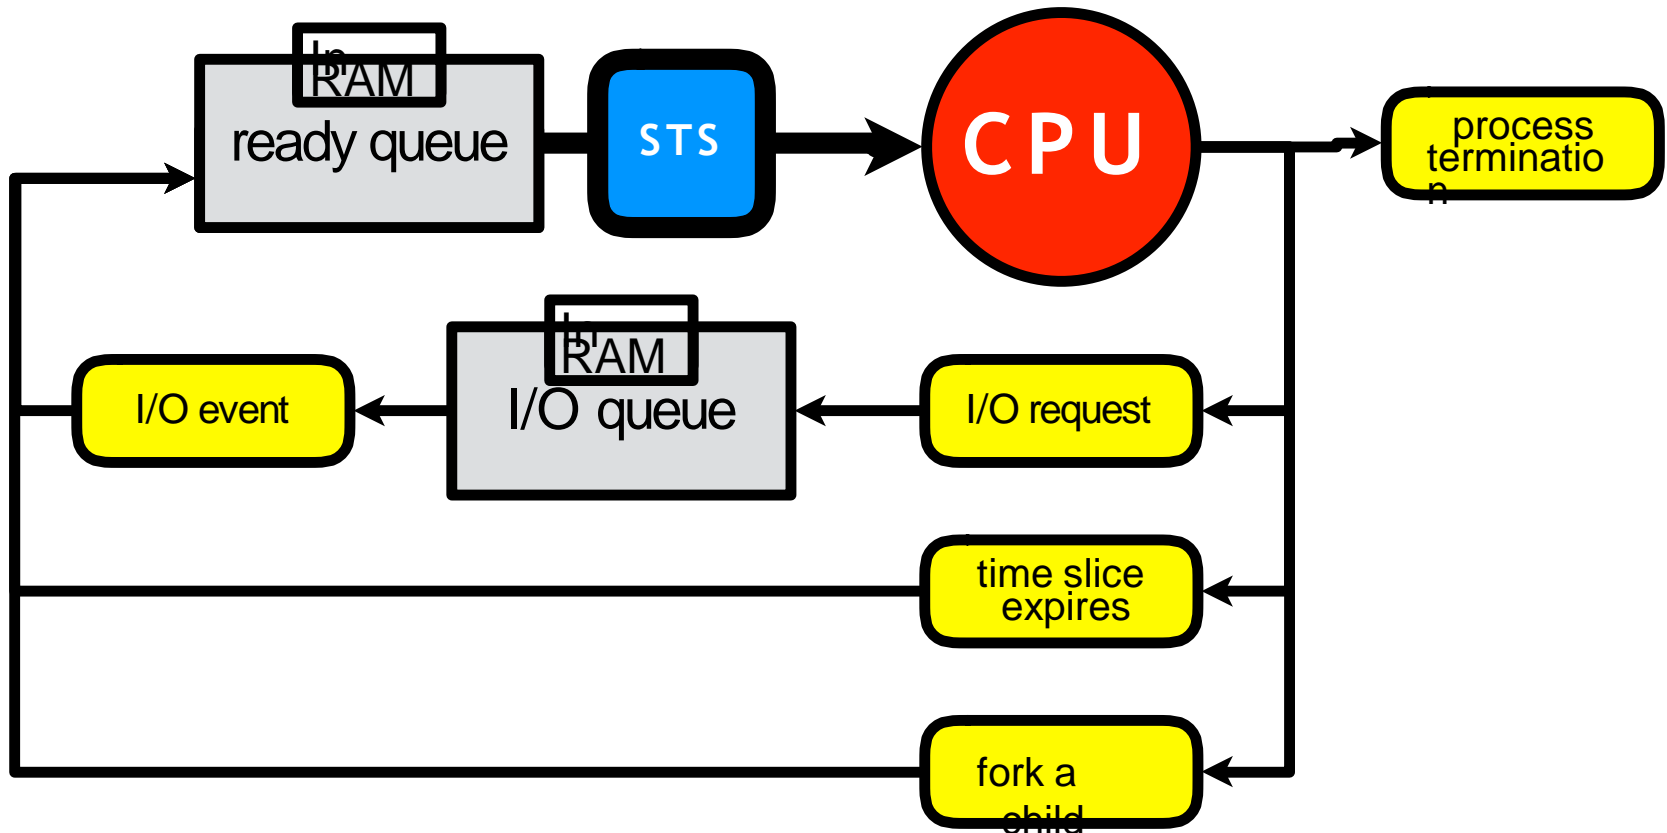 In
RAM
ready queue
STS
CPU
process
terminatio
n
In
RAM
I/O event
I/O queue
I/O request
time slice
expires
fork a
child